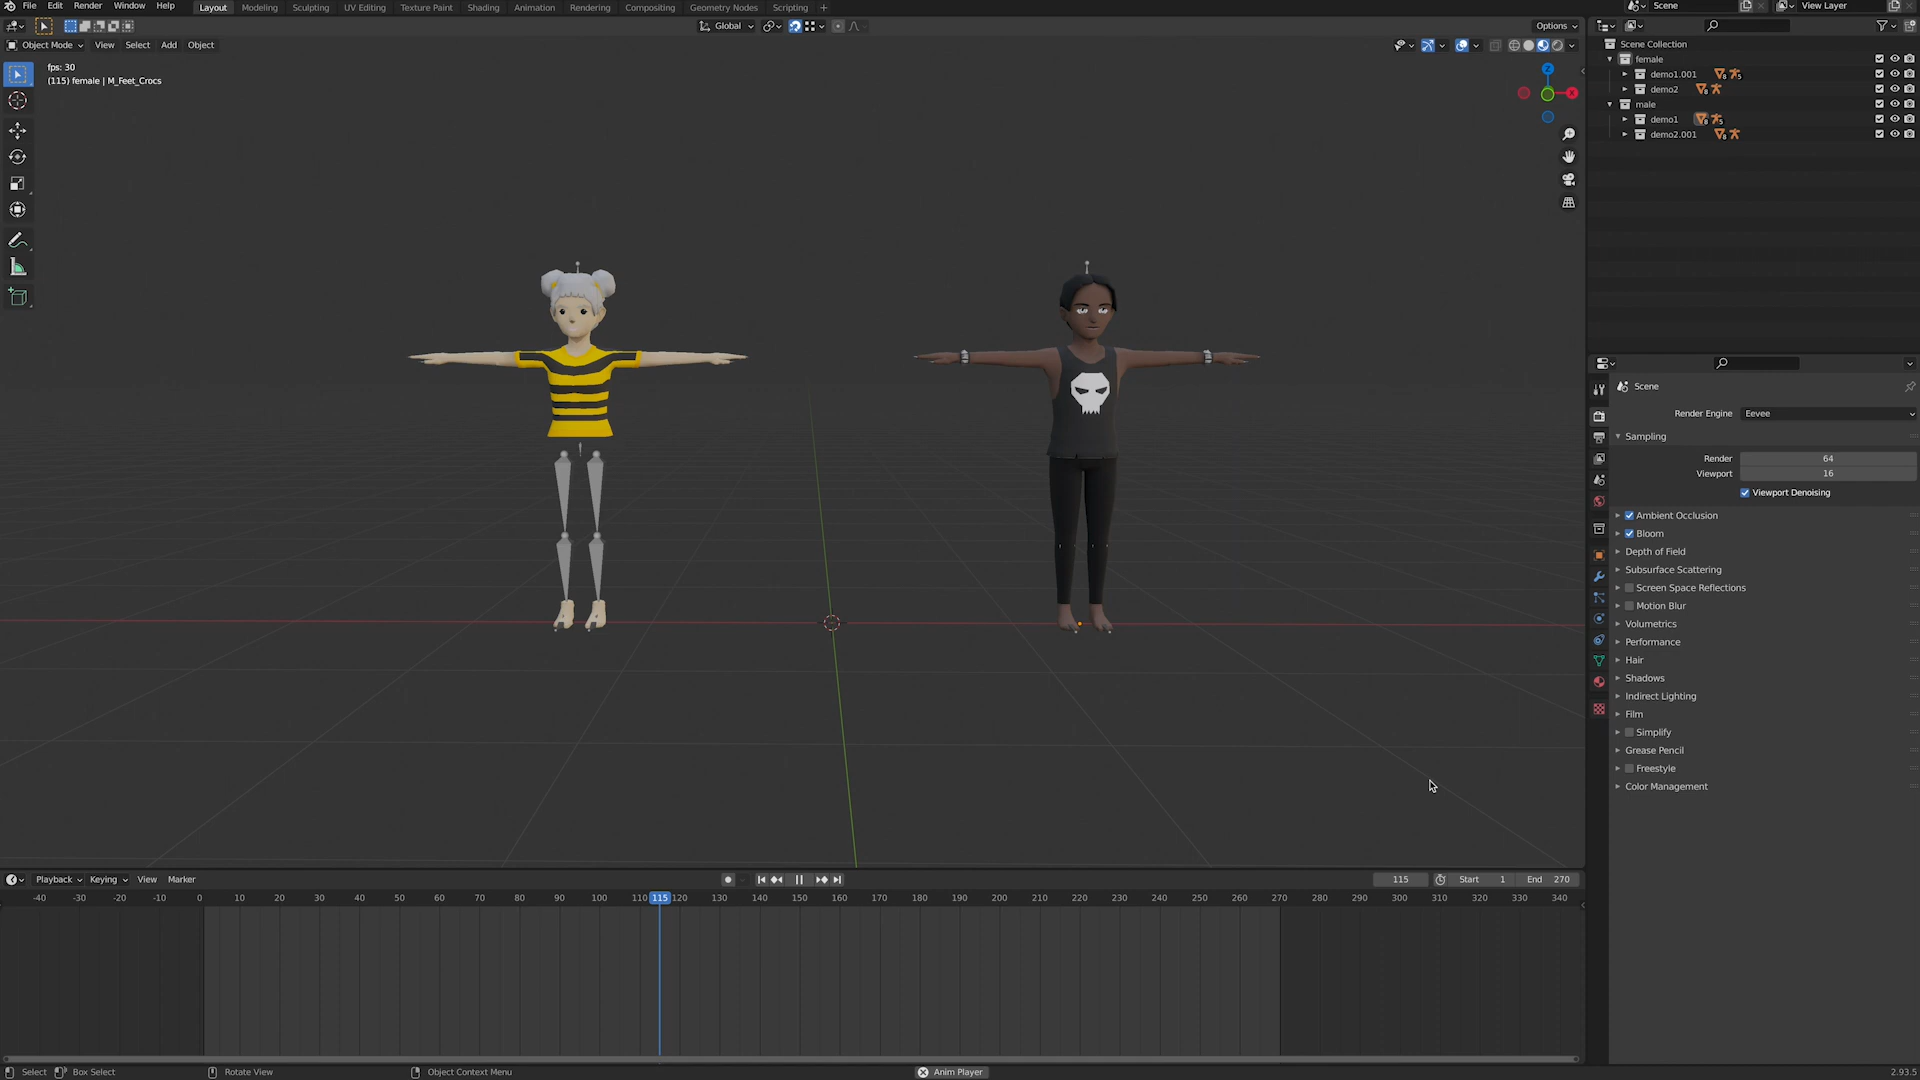 File Edit Render Window Help Layout Modeling Sculpting UV Editing Texture Paint Shading Animation Rendering Compositing Geometry Nodes Scripting + Scene View Layer
Global Options
Object Mode View Select Add Object
fps: 30
(115) female | M_Feet_Crocs
Z
X
Scene Collection
female
demo1.001 8 5
demo2 8
male
demo1 8 5
demo2.001 8
Scene
Render Engine Eevee
Sampling
Render 64
Viewport 16
Viewport Denoising
Ambient Occlusion
Bloom
Depth of Field
Subsurface Scattering
Screen Space Reflections
Motion Blur
Volumetrics
Performance
Hair
Shadows
Indirect Lighting
Film
Simplify
Grease Pencil
Freestyle
Color Management
Playback Keying View Marker 115 Start 1 End 270
-40 -30 -20 -10 0 10 20 30 40 50 60 70 80 90 100 110 115 120 130 140 150 160 170 180 190 200 210 220 230 240 250 260 270 280 290 300 310 320 330 340
Select Box Select Rotate View Object Context Menu Anim Player 2.93.5